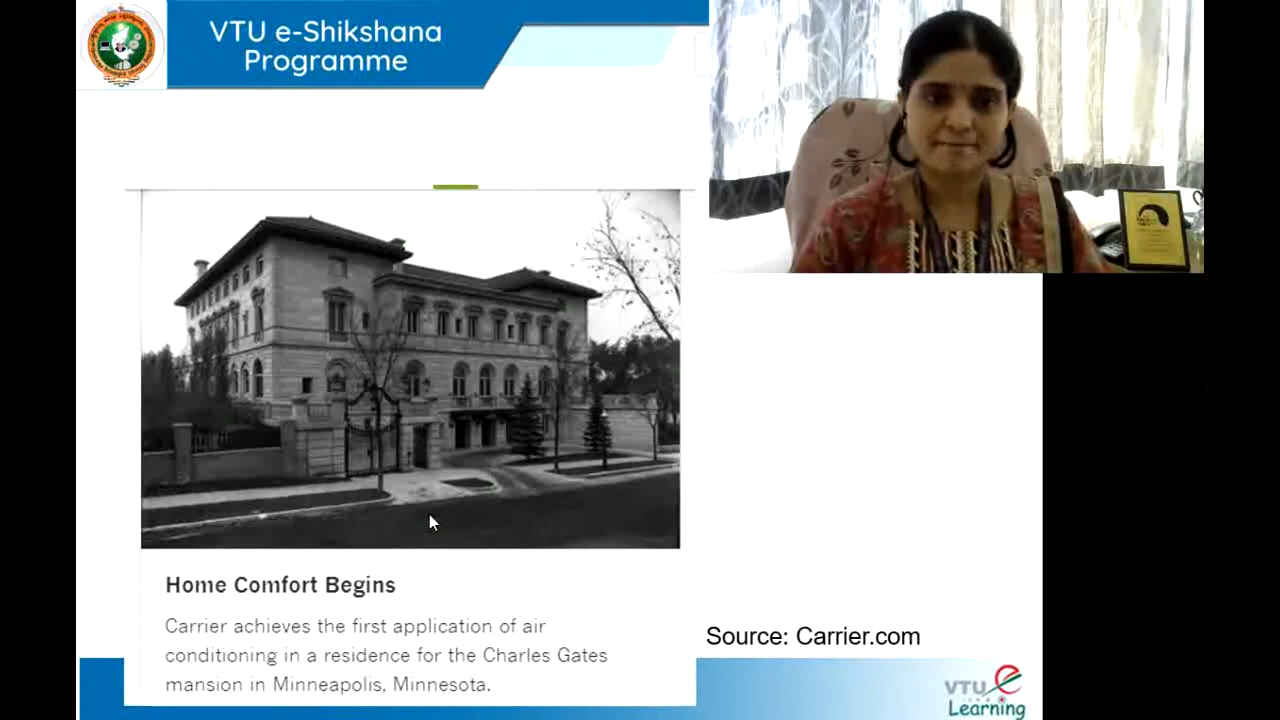 VTU e-Shikshana
Programme
Home Comfort Begins
Carrier achieves the first application of air
conditioning in a residence for the Charles Gates
mansion in Minneapolis, Minnesota.
Source: Carrier.com
VTU e
Learning